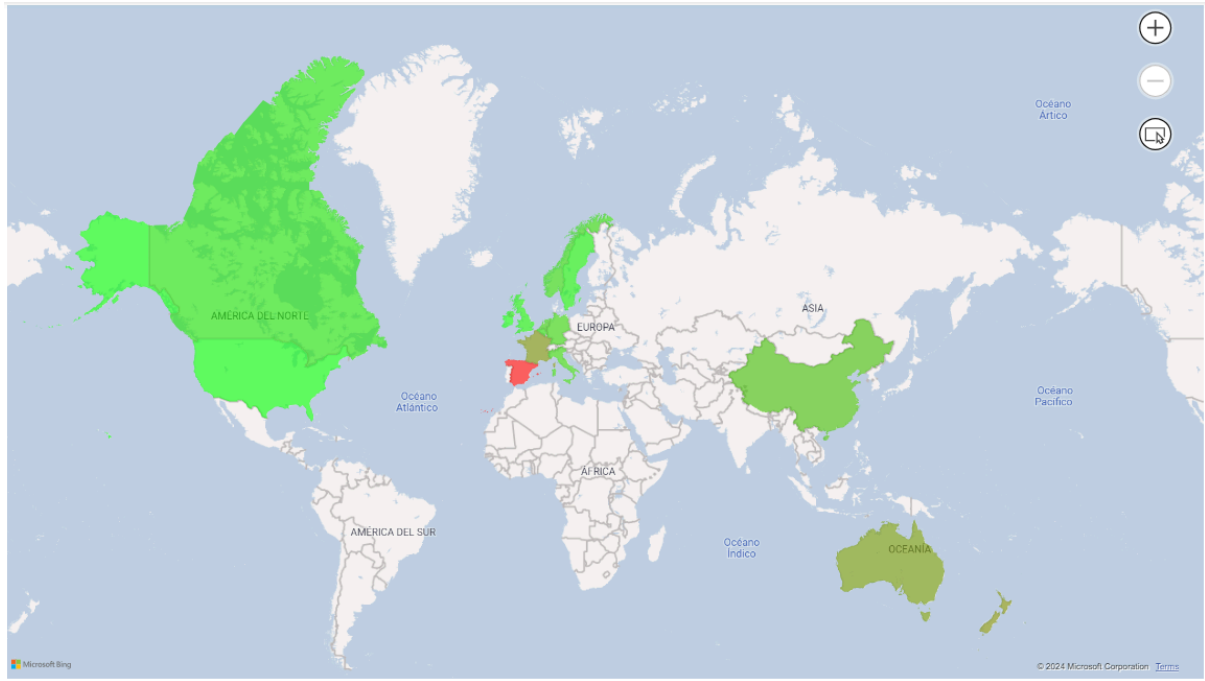 Océano
Ártico
AMÉRICA DEL NORTE
ASIA
EUROPA
Océano
Atlántico
Océano
Pacífico
ÁFRICA
AMÉRICA DEL SUR
Océano
Índico
OCEANÍA
Microsoft Bing
© 2024 Microsoft Corporation Terms